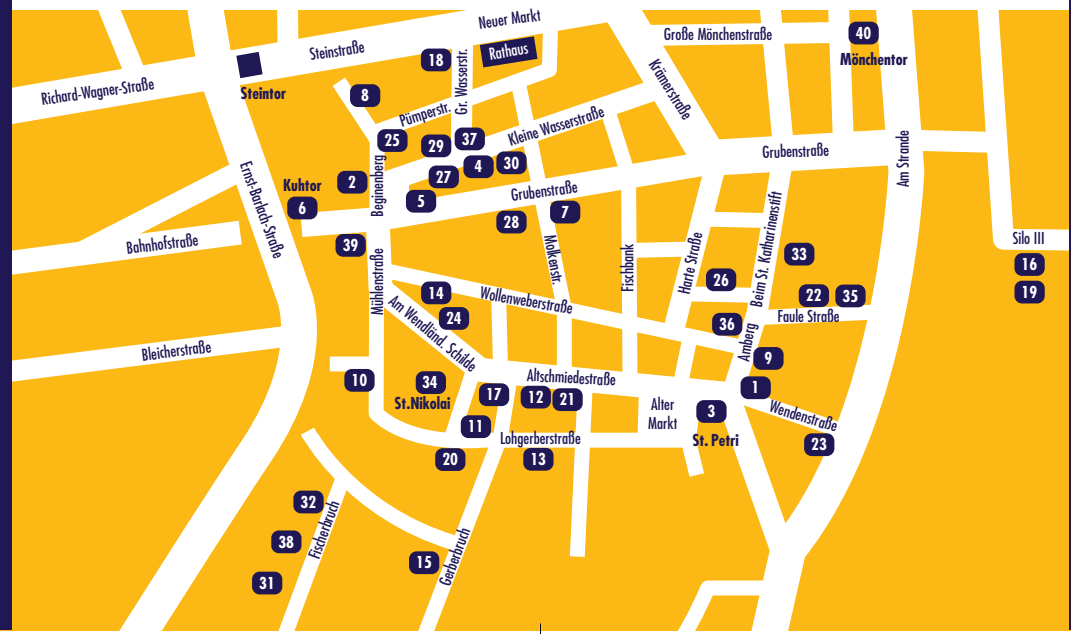 Neuer Markt
Große Mönchenstraße
40
Mönchentor
Steinstraße
18
Rathaus
Gr. Wasserstr.
Krämerstraße
Steintor
Richard-Wagner-Straße
8
Pümperstr.
Kleine Wasserstraße
25
29
37
4
30
Grubenstraße
Am Strande
Ernst-Barlach-Straße
Kuhtor
6
2
Beginenberg
27
5
Grubenstraße
28
7
Molkenstr.
Fischbank
Harte Straße
Beim St. Katharinenstift
33
Silo III
16
19
Bahnhofstraße
39
Mühlenstraße
14
24
Wollenweberstraße
Am Wendländ. Schilde
26
22
35
Faule Straße
36
Amberg
9
Bleicherstraße
10
34
St.Nikolai
17
12
21
Altschmiedestraße
1
Alter
Markt
3
St. Petri
Wendenstraße
23
11
Lohgerberstraße
20
13
32
Fischerbruch
38
31
15
Gerberbruch